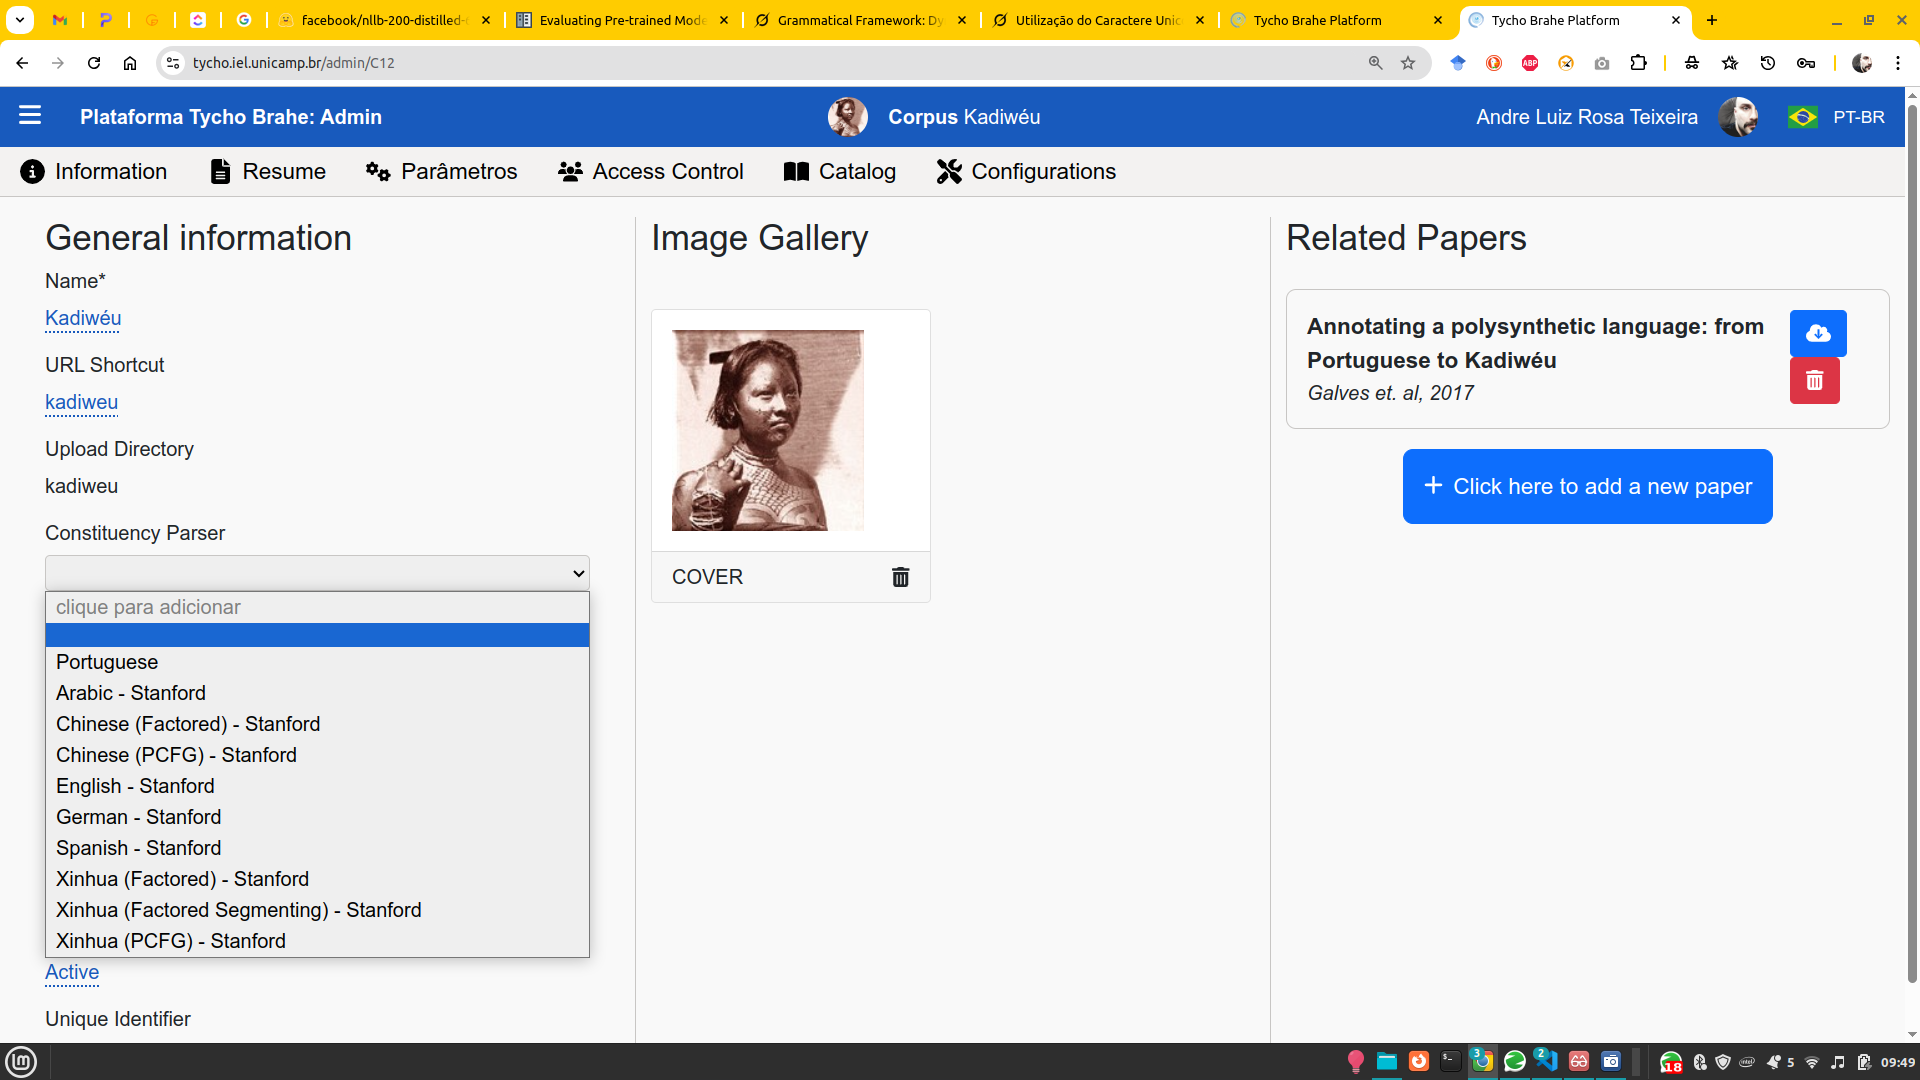 facebook/nllb-200-distilled-
Evaluating Pre-trained Mode
Grammatical Framework: Dy
Utilização do Caractere Unic
Tycho Brahe Platform
Tycho Brahe Platform
tycho.iel.unicamp.br/admin/C12
ABP
Plataforma Tycho Brahe: Admin
Corpus Kadiwéu
Andre Luiz Rosa Teixeira
PT-BR
Information
Resume
Parâmetros
Access Control
Catalog
Configurations
General information
Name*
Kadiwéu
URL Shortcut
kadiweu
Upload Directory
kadiweu
Constituency Parser
clique para adicionar
Portuguese
Arabic - Stanford
Chinese (Factored) - Stanford
Chinese (PCFG) - Stanford
English - Stanford
German - Stanford
Spanish - Stanford
Xinhua (Factored) - Stanford
Xinhua (Factored Segmenting) - Stanford
Xinhua (PCFG) - Stanford
Active
Unique Identifier
Image Gallery
COVER
Related Papers
Annotating a polysynthetic language: from
Portuguese to Kadiwéu
Galves et. al, 2017
Click here to add a new paper
3
2
18
5
09:49